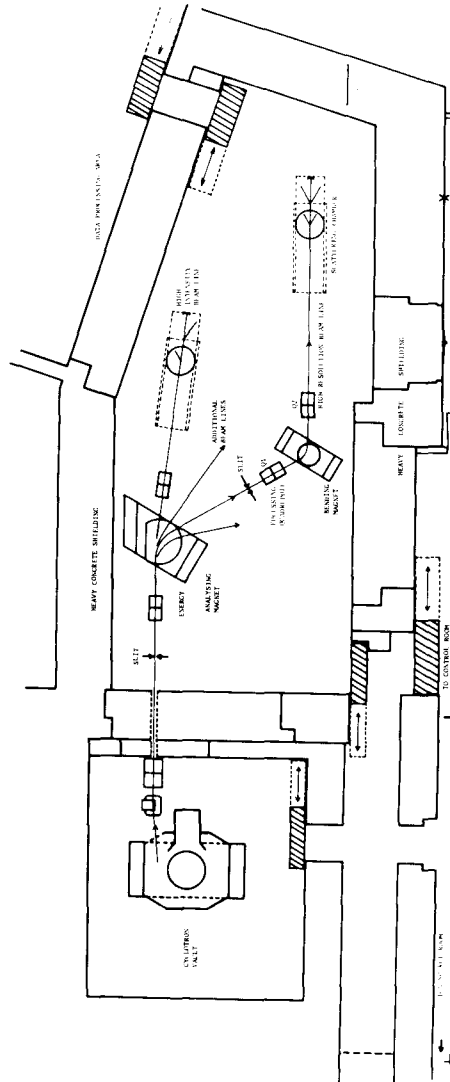 DATA PROCESSING AREA
HIGH
INTENSITY
BEAM LINE
SCATTERING CHAMBER
HEAVY CONCRETE SHIELDING
ADDITIONAL
BEAM LINES
Q2
HIGH RESOLUTION BEAM LINE
SLIT
Q1
FOCUSSING
QUADRUPOLE
ENERGY
ANALYSING
MAGNET
BENDING
MAGNET
HEAVY
CONCRETE
SHIELDING
SLIT
TO CONTROL ROOM
CYCLOTRON
VAULT